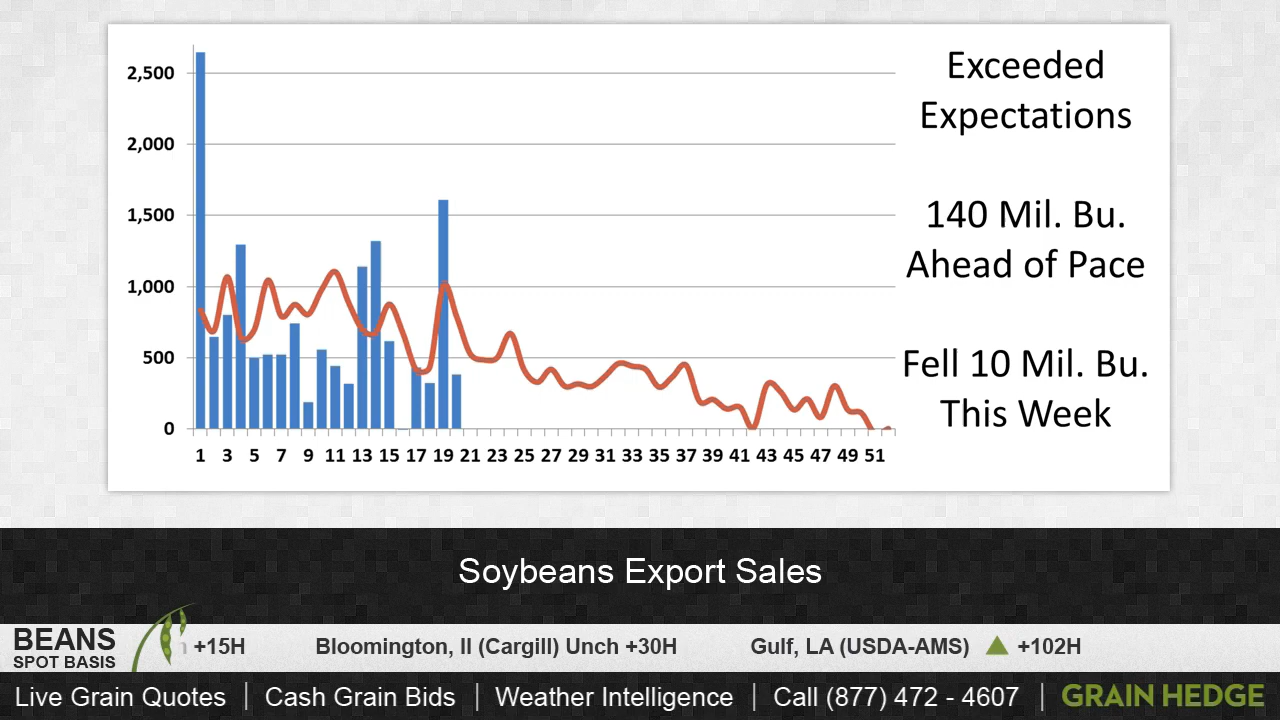 Exceeded
Expectations
140 Mil. Bu.
Ahead of Pace
Fell 10 Mil. Bu.
This Week
2,500
2,000
1,500
1,000
500
0
1 3 5 7 9 11 13 15 17 19 21 23 25 27 29 31 33 35 37 39 41 43 45 47 49 51
Soybeans Export Sales
BEANS
SPOT BASIS
+15H Bloomington, Il (Cargill) Unch +30H Gulf, LA (USDA-AMS) +102H
Live Grain Quotes | Cash Grain Bids | Weather Intelligence | Call (877) 472 - 4607 | GRAIN HEDGE